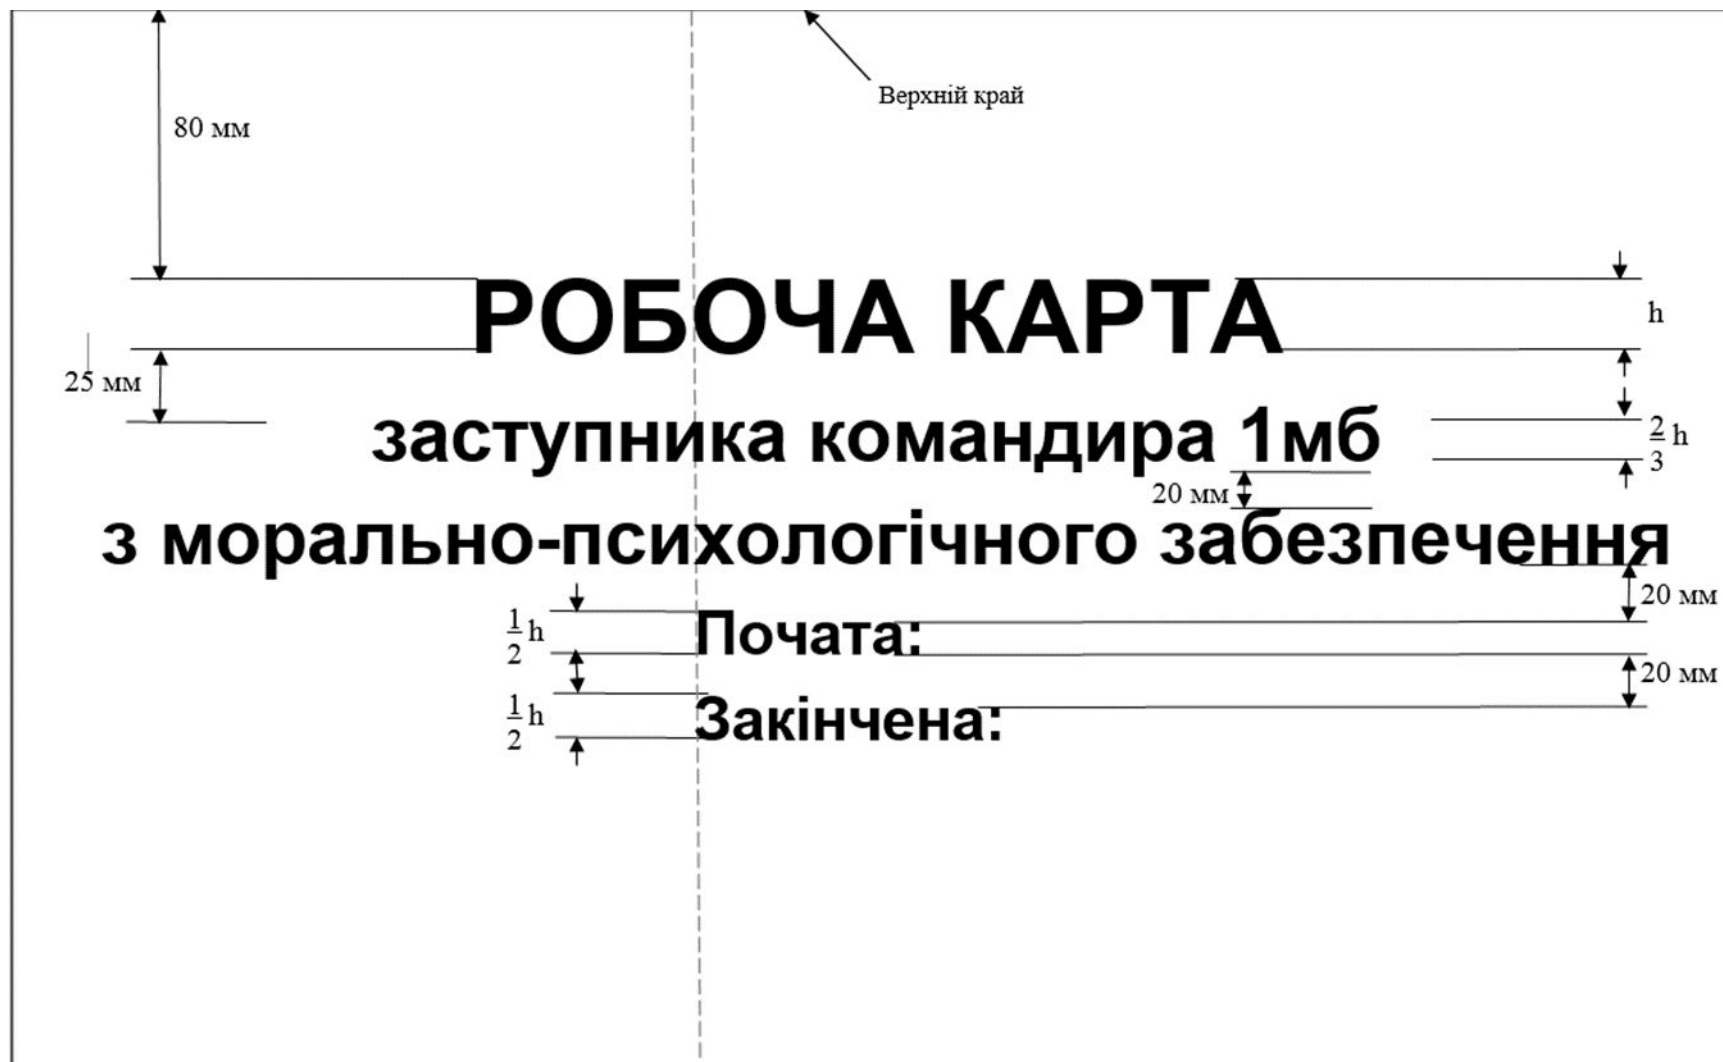 Верхній край
80 мм
РОБОЧА КАРТА
h
25 мм
заступника командира 1мб
2/3 h
20 мм
з морально-психологічного забезпечення
20 мм
1/2 h
Почата:
20 мм
1/2 h
Закінчена: